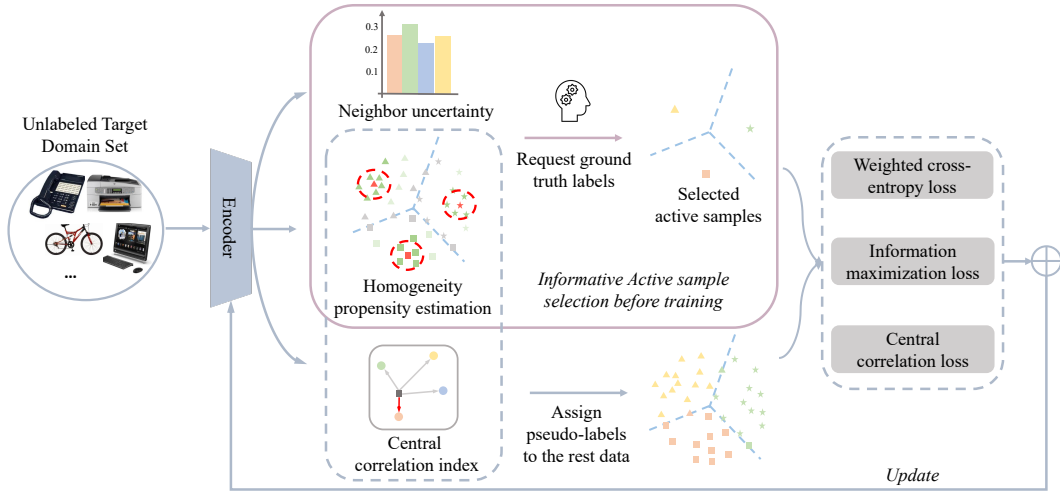 Unlabeled Target
Domain Set
...
Encoder
0.3
0.2
0.1
Neighbor uncertainty
Homogeneity
propensity estimation
Request ground
truth labels
Selected
active samples
Informative Active sample
selection before training
Central
correlation index
Assign
pseudo-labels
to the rest data
Weighted cross-
entropy loss
Information
maximization loss
Central
correlation loss
Update